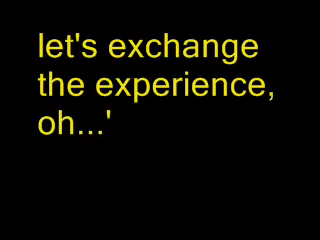 let's exchange
the experience,
oh...'